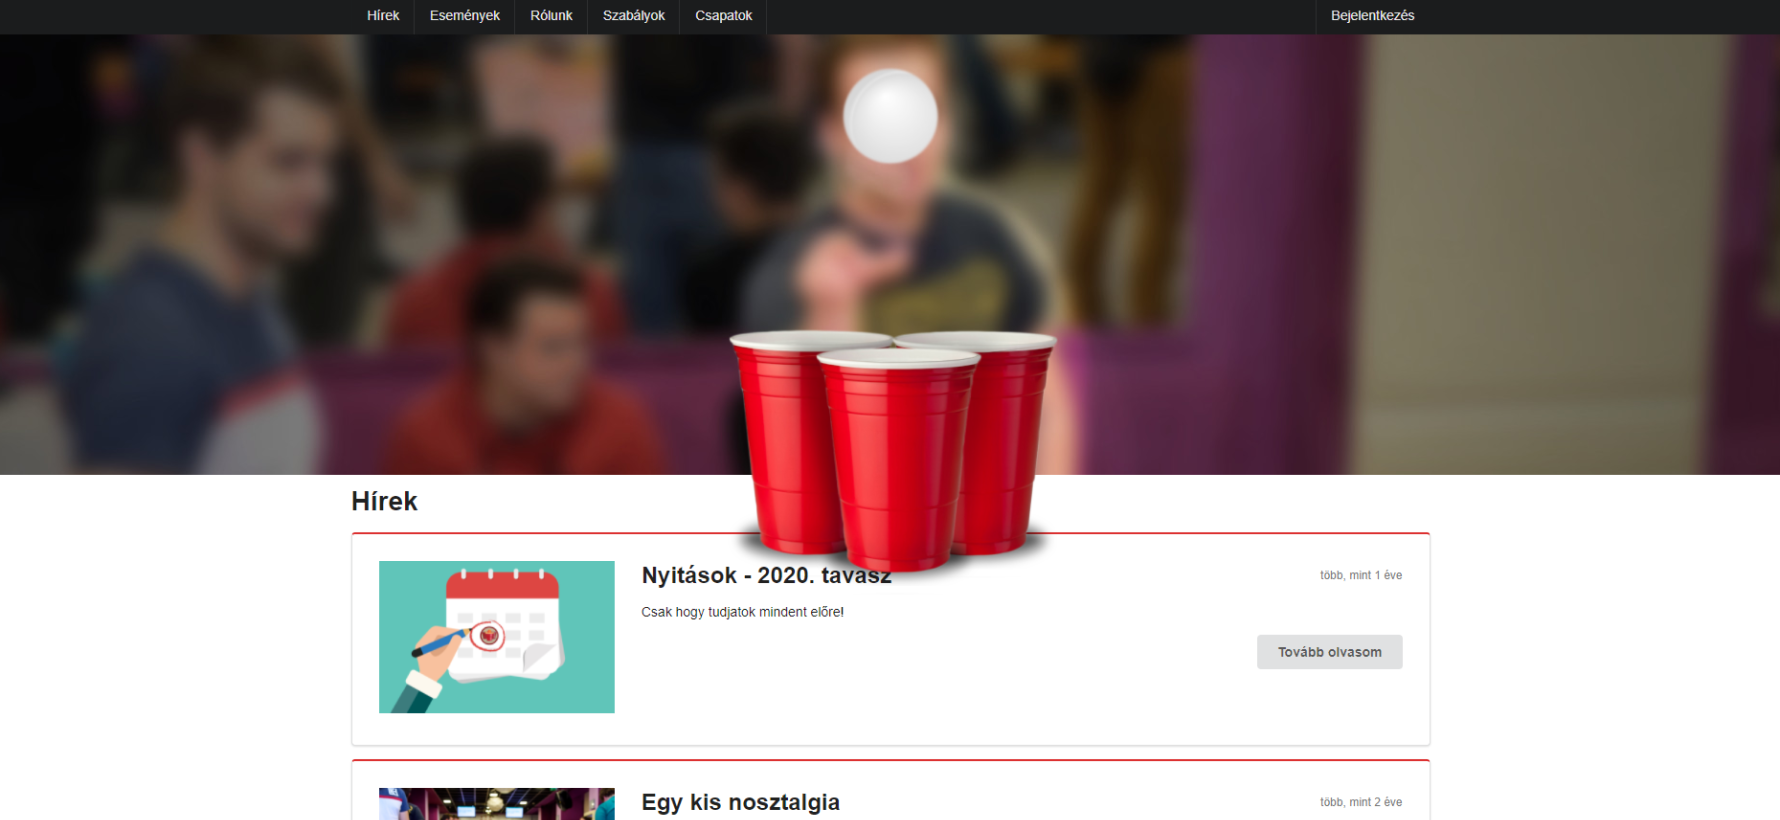 Hírek Események Rólunk Szabályok Csapatok Bejelentkezés
Hírek
Nyitások - 2020. tavasz
több, mint 1 éve
Csak hogy tudjatok mindent előre!
Tovább olvasom
Egy kis nosztalgia
több, mint 2 éve